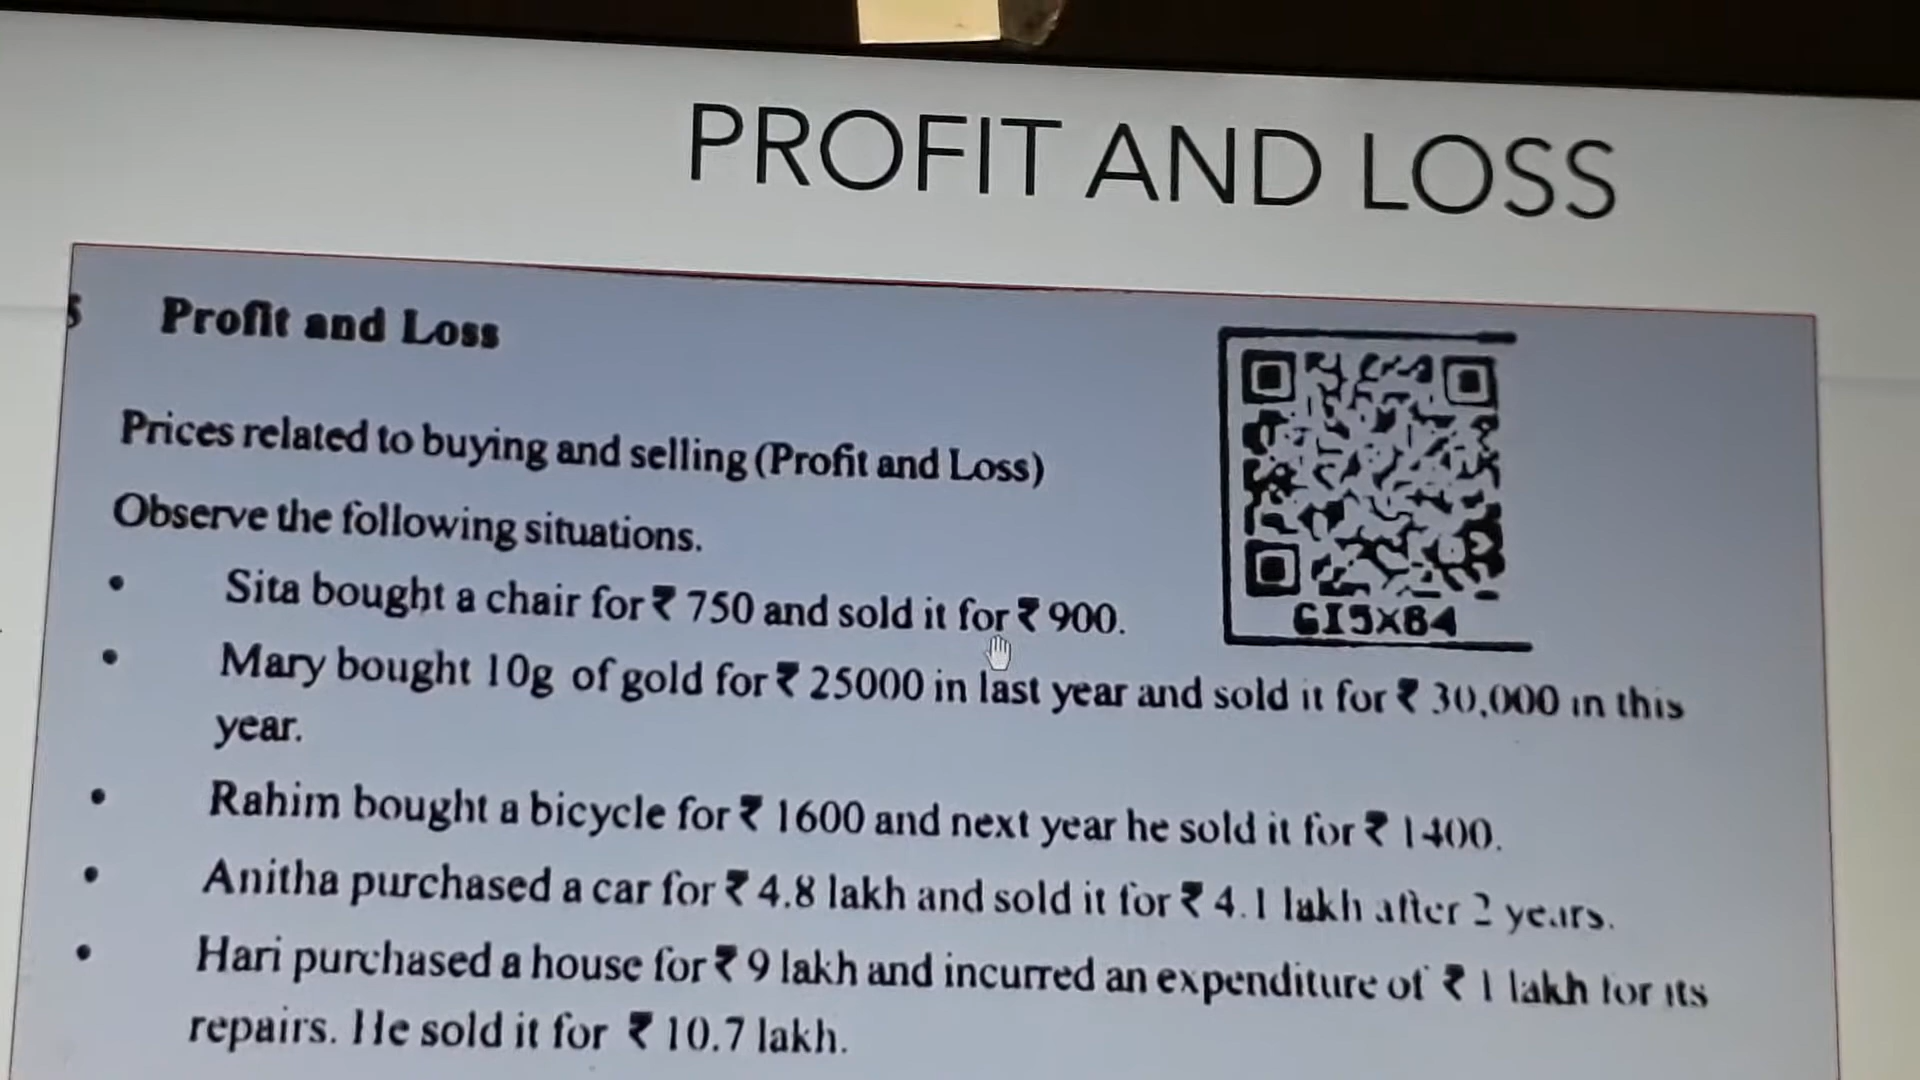 PROFIT AND LOSS
5 Profit and Loss
Prices related to buying and selling (Profit and Loss)
Observe the following situations.
• Sita bought a chair for ₹ 750 and sold it for ₹ 900.
GI5X84
• Mary bought 10g of gold for ₹ 25000 in last year and sold it for ₹ 30,000 in this
year.
• Rahim bought a bicycle for ₹ 1600 and next year he sold it for ₹ 1400.
• Anitha purchased a car for ₹ 4.8 lakh and sold it for ₹ 4.1 lakh after 2 years.
• Hari purchased a house for ₹ 9 lakh and incurred an expenditure of ₹ 1 lakh for its
repairs. He sold it for ₹ 10.7 lakh.